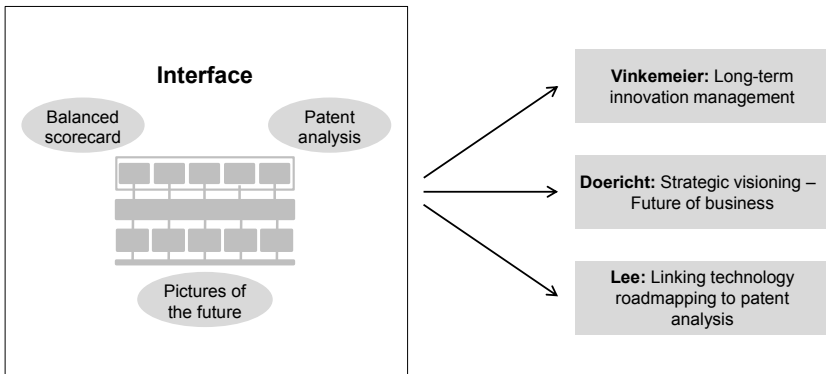 Interface
Balanced
scorecard
Patent
analysis
Pictures of
the future
Vinkemeier: Long-term
innovation management
Doericht: Strategic visioning –
Future of business
Lee: Linking technology
roadmapping to patent
analysis